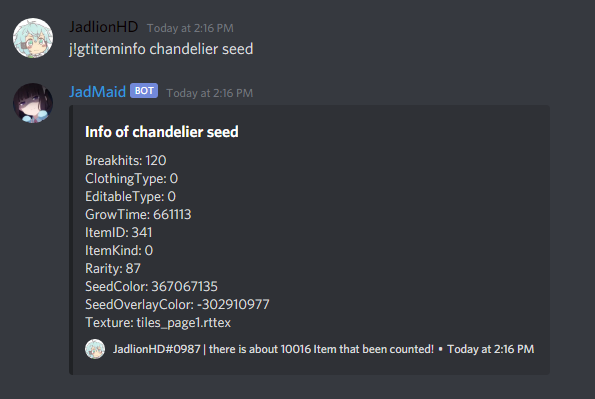 JadlionHD Today at 2:16 PM
j!gtiteminfo chandelier seed
JadMaid BOT Today at 2:16 PM
Info of chandelier seed
Breakhits: 120
ClothingType: 0
EditableType: 0
GrowTime: 661113
ItemID: 341
ItemKind: 0
Rarity: 87
SeedColor: 367067135
SeedOverlayColor: -302910977
Texture: tiles_page1.rttex
JadlionHD#0987 | there is about 10016 Item that been counted! • Today at 2:16 PM